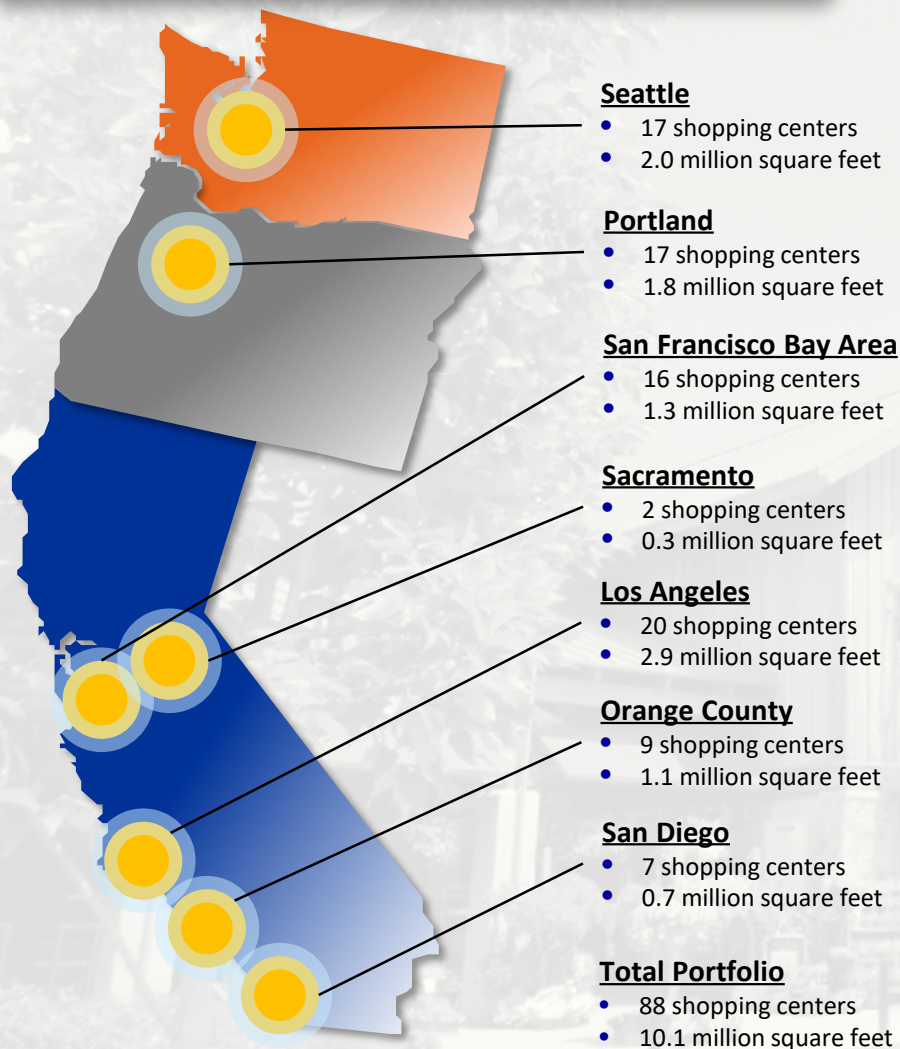 Seattle
• 17 shopping centers
• 2.0 million square feet
Portland
• 17 shopping centers
• 1.8 million square feet
San Francisco Bay Area
• 16 shopping centers
• 1.3 million square feet
Sacramento
• 2 shopping centers
• 0.3 million square feet
Los Angeles
• 20 shopping centers
• 2.9 million square feet
Orange County
• 9 shopping centers
• 1.1 million square feet
San Diego
• 7 shopping centers
• 0.7 million square feet
Total Portfolio
• 88 shopping centers
• 10.1 million square feet